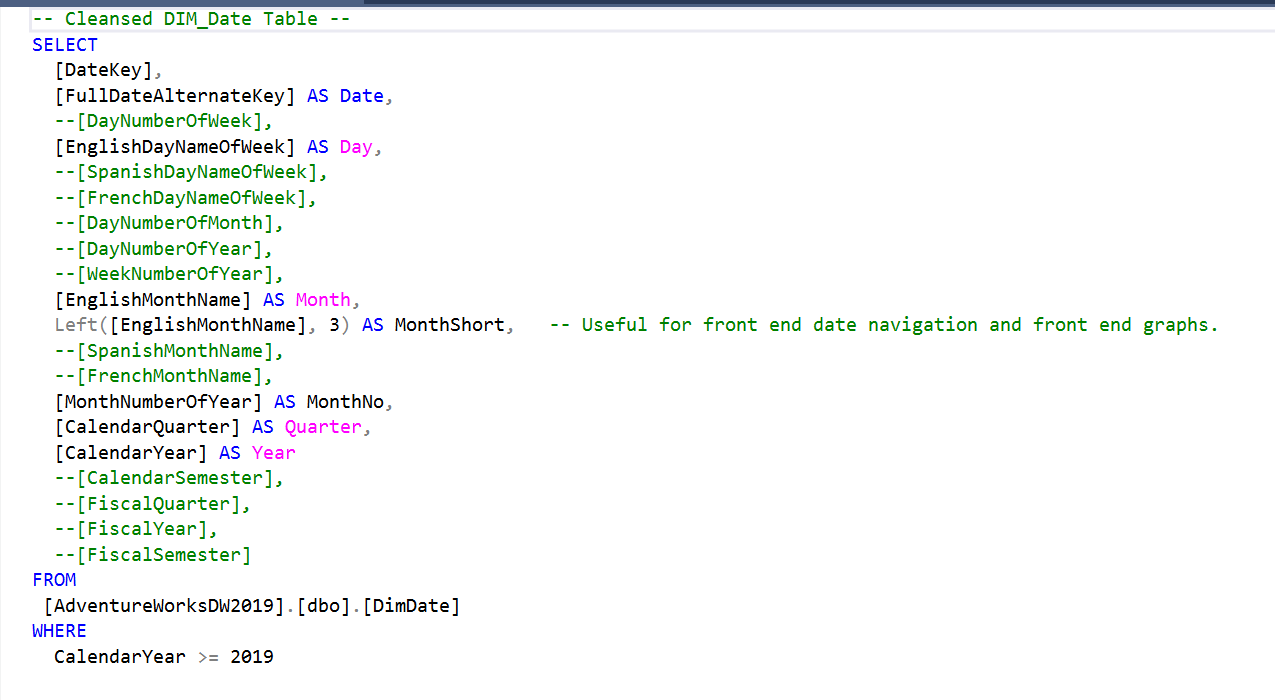 -- Cleansed DIM_Date Table --
SELECT
[DateKey],
[FullDateAlternateKey] AS Date,
--[DayNumberOfWeek],
[EnglishDayNameOfWeek] AS Day,
--[SpanishDayNameOfWeek],
--[FrenchDayNameOfWeek],
--[DayNumberOfMonth],
--[DayNumberOfYear],
--[WeekNumberOfYear],
[EnglishMonthName] AS Month,
Left([EnglishMonthName], 3) AS MonthShort,   -- Useful for front end date navigation and front end graphs.
--[SpanishMonthName],
--[FrenchMonthName],
[MonthNumberOfYear] AS MonthNo,
[CalendarQuarter] AS Quarter,
[CalendarYear] AS Year
--[CalendarSemester],
--[FiscalQuarter],
--[FiscalYear],
--[FiscalSemester]
FROM
[AdventureWorksDW2019].[dbo].[DimDate]
WHERE
CalendarYear >= 2019